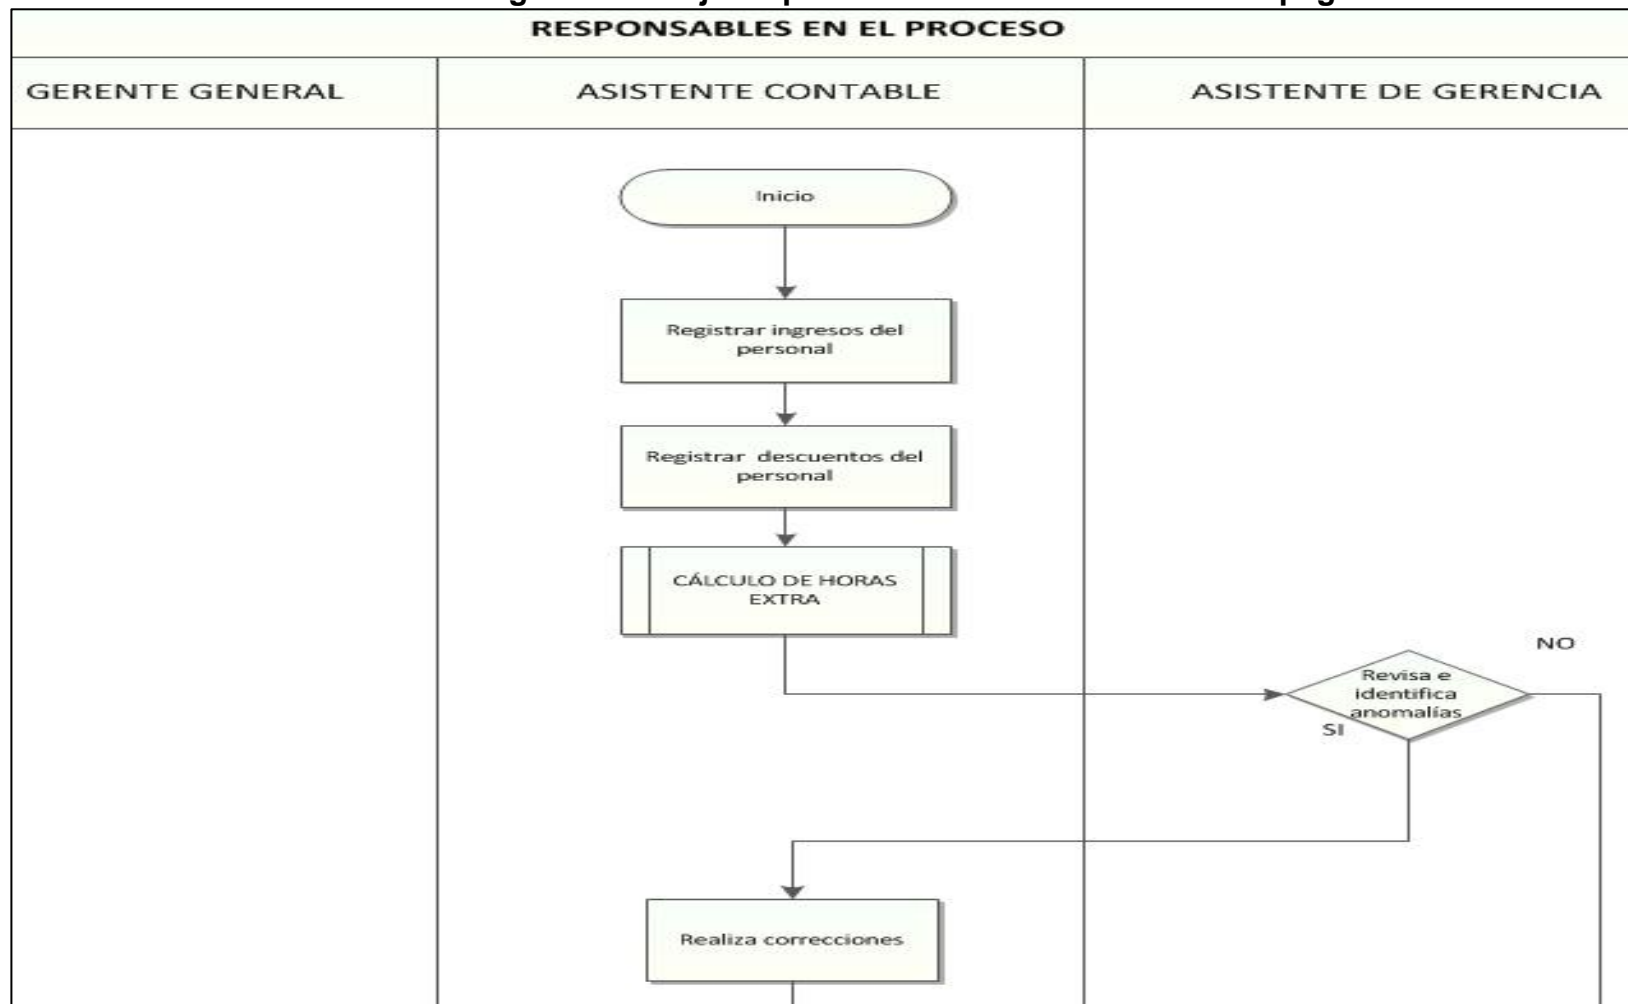 RESPONSABLES EN EL PROCESO
GERENTE GENERAL
ASISTENTE CONTABLE
ASISTENTE DE GERENCIA
Inicio
Registrar ingresos del
personal
Registrar descuentos del
personal
CÁLCULO DE HORAS
EXTRA
NO
Revisa e
identifica
anomalías
SI
Realiza correcciones